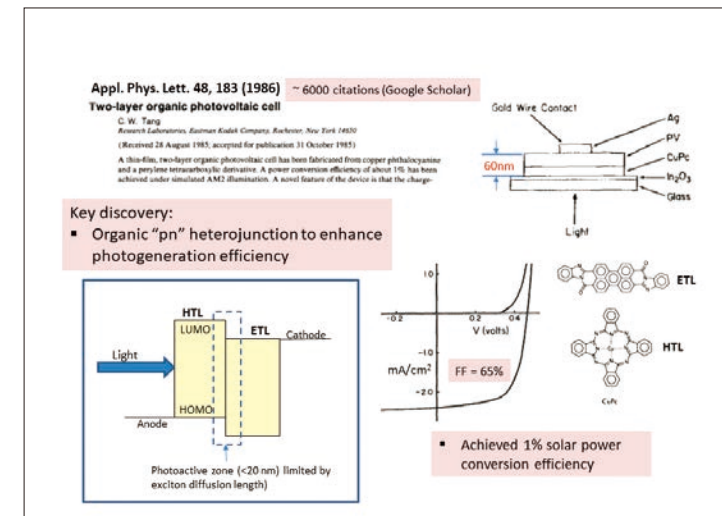 Appl. Phys. Lett. 48, 183 (1986)
~ 6000 citations (Google Scholar)
Two-layer organic photovoltaic cell
C. W. Tang
Research Laboratories, Eastman Kodak Company, Rochester, New York 14650
(Received 28 August 1985; accepted for publication 31 October 1985)
A thin-film, two-layer organic photovoltaic cell has been fabricated from copper phthalocyanine
and a perylene tetracarboxylic derivative. A power conversion efficiency of about 1% has been
achieved under simulated AM2 illumination. A novel feature of the device is that the charge-
Gold Wire Contact
Ag
PV
CuPc
In2O3
Glass
60nm
Light
Key discovery:
▪ Organic “pn” heterojunction to enhance
photogeneration efficiency
HTL
LUMO
ETL
Cathode
Light
HOMO
Anode
Photoactive zone (<20 nm) limited by
exciton diffusion length)
10
-0.2
0.2
0.4
V (volts)
-10
mA/cm²
FF = 65%
-20
ETL
HTL
CuPc
▪ Achieved 1% solar power
conversion efficiency